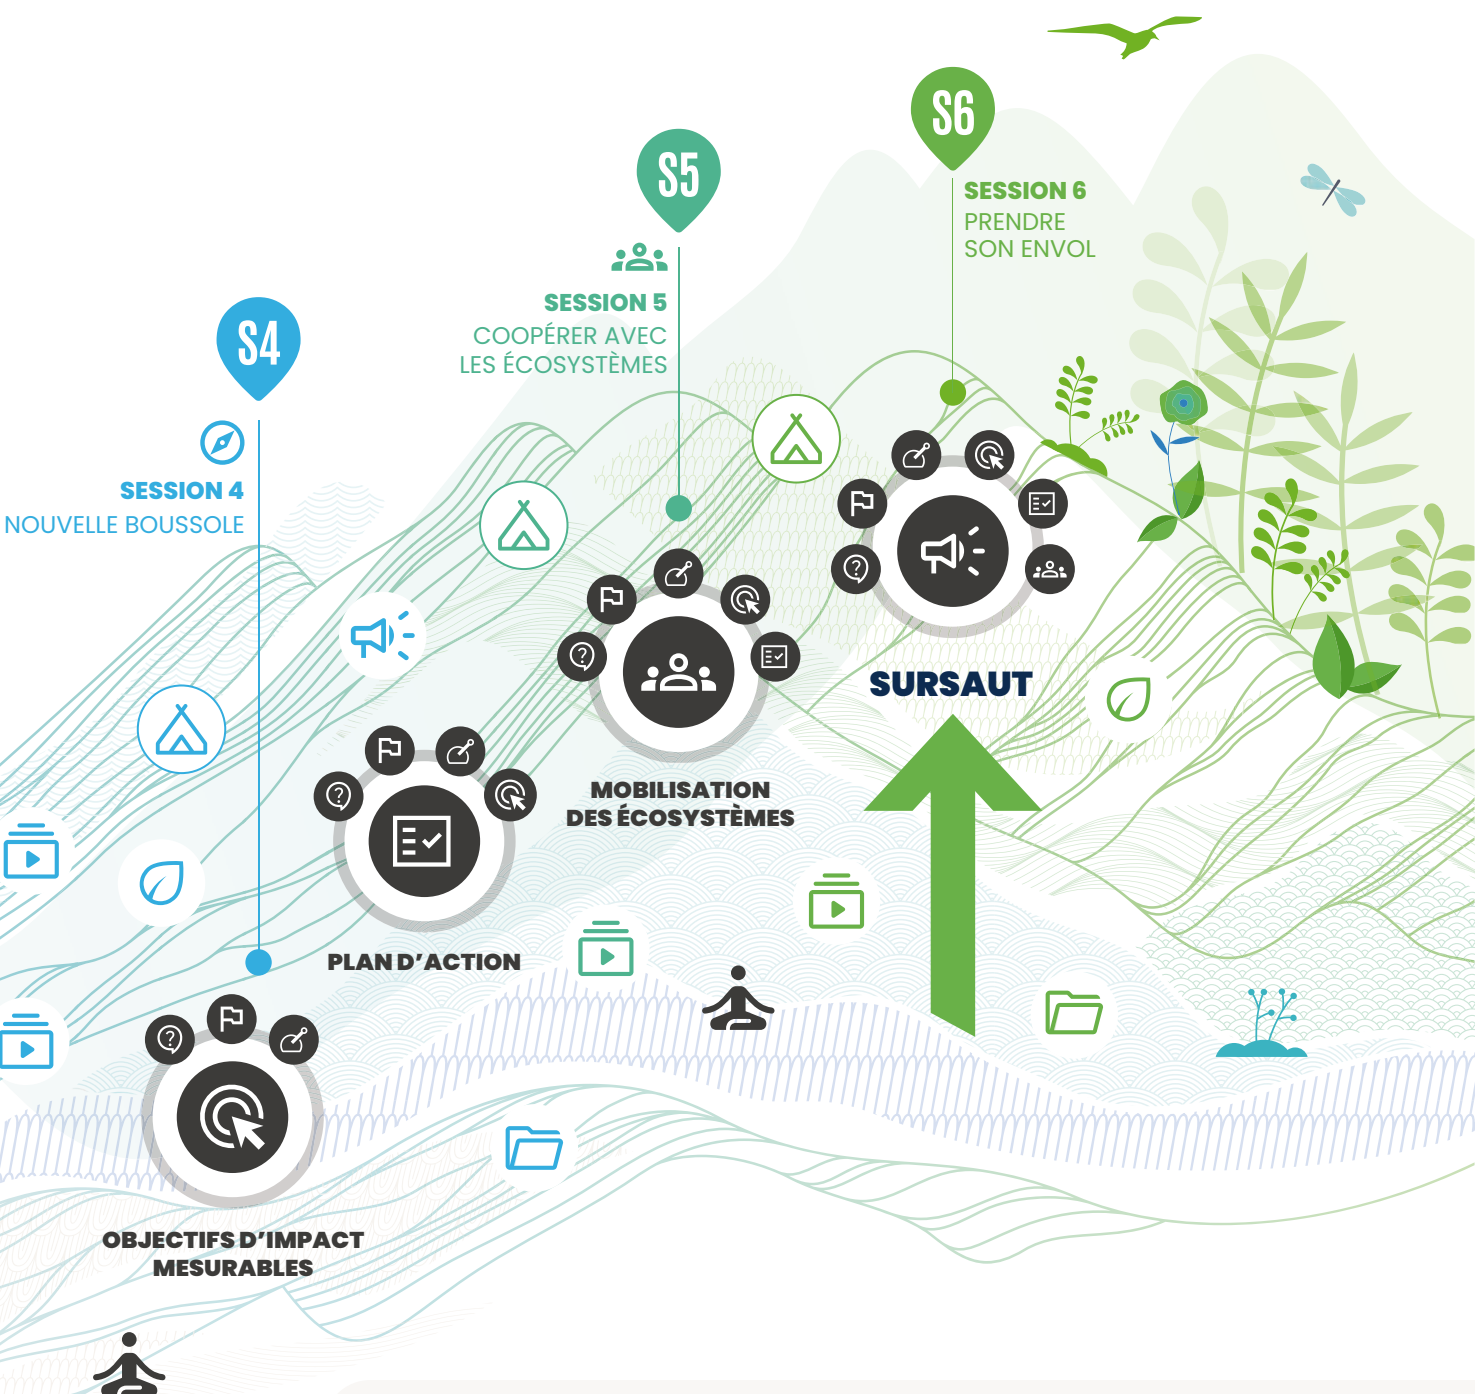 S6
SESSION 6
PRENDRE
SON ENVOL
S5
SESSION 5
COOPÉRER AVEC
LES ÉCOSYSTÈMES
S4
SESSION 4
NOUVELLE BOUSSOLE
SURSAUT
MOBILISATION
DES ÉCOSYSTÈMES
PLAN D'ACTION
OBJECTIFS D'IMPACT
MESURABLES